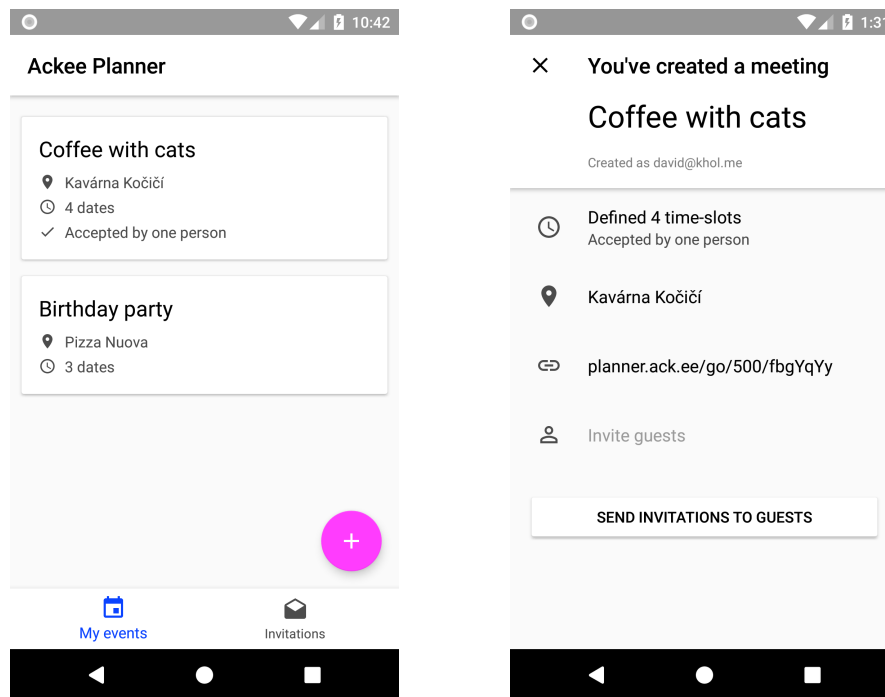 10:42
Ackee Planner
Coffee with cats
Kavárna Kočičí
4 dates
Accepted by one person
Birthday party
Pizza Nuova
3 dates
+
My events
Invitations
1:31
You've created a meeting
Coffee with cats
Created as david@khol.me
Defined 4 time-slots
Accepted by one person
Kavárna Kočičí
planner.ack.ee/go/500/fbgYqYy
Invite guests
SEND INVITATIONS TO GUESTS